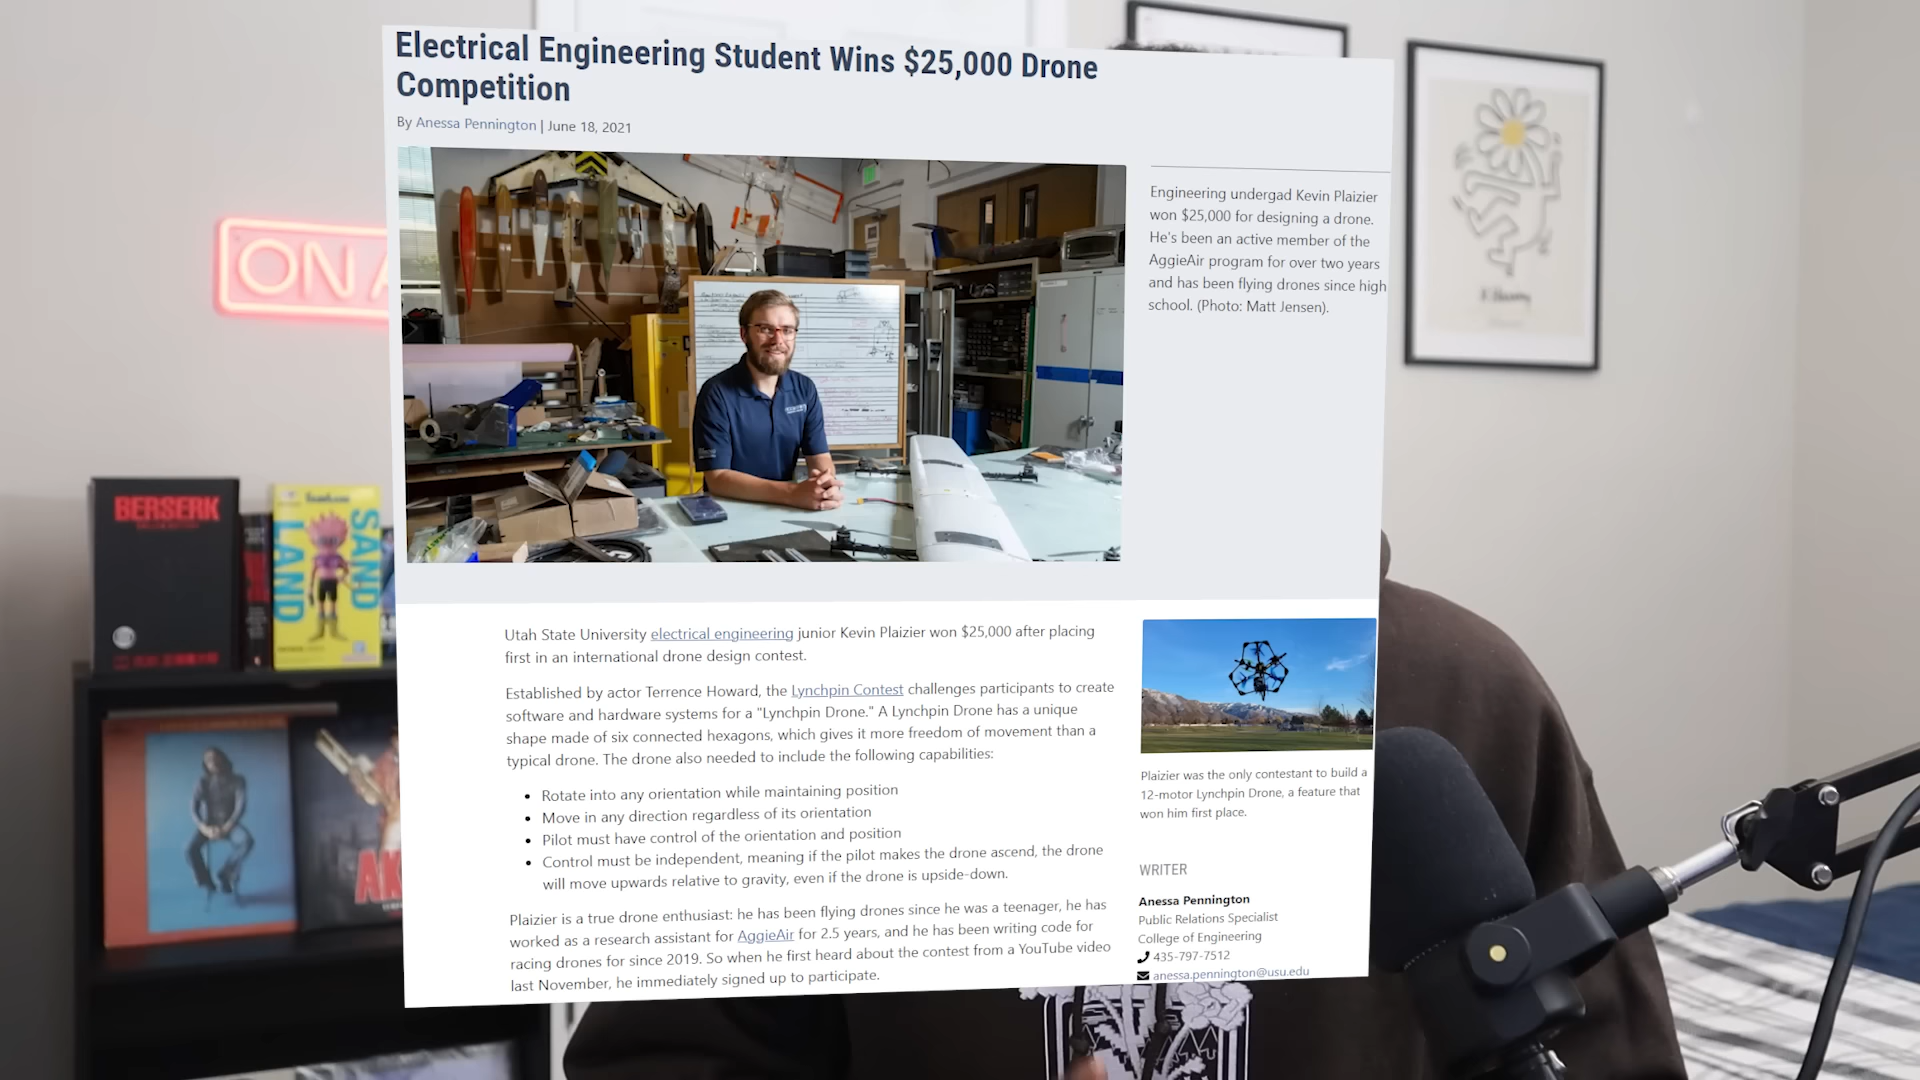 Electrical Engineering Student Wins $25,000 Drone
Competition
By Anessa Pennington | June 18, 2021
Engineering undergad Kevin Plaizier
won $25,000 for designing a drone.
He's been an active member of the
AggieAir program for over two years
and has been flying drones since high
school. (Photo: Matt Jensen).
ON A
BERSERK
SAND
LAND
AK
Utah State University electrical engineering junior Kevin Plaizier won $25,000 after placing
first in an international drone design contest.
Established by actor Terrence Howard, the Lynchpin Contest challenges participants to create
software and hardware systems for a "Lynchpin Drone." A Lynchpin Drone has a unique
shape made of six connected hexagons, which gives it more freedom of movement than a
typical drone. The drone also needed to include the following capabilities:
• Rotate into any orientation while maintaining position
• Move in any direction regardless of its orientation
• Pilot must have control of the orientation and position
• Control must be independent, meaning if the pilot makes the drone ascend, the drone
will move upwards relative to gravity, even if the drone is upside-down.
Plaizier is a true drone enthusiast: he has been flying drones since he was a teenager, he has
worked as a research assistant for AggieAir for 2.5 years, and he has been writing code for
racing drones for since 2019. So when he first heard about the contest from a YouTube video
last November, he immediately signed up to participate.
Plaizier was the only contestant to build a
12-motor Lynchpin Drone, a feature that
won him first place.
WRITER
Anessa Pennington
Public Relations Specialist
College of Engineering
435-797-7512
anessa.pennington@usu.edu